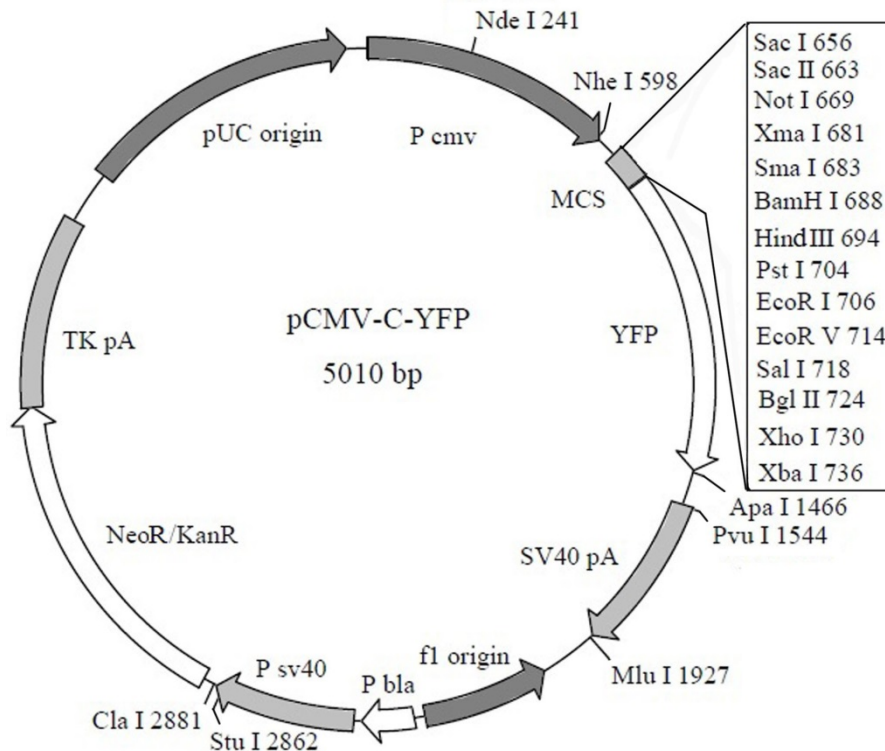 Nde I 241
Nhe I 598
P cmv
pUC origin
MCS
Sac I 656
Sac II 663
Not I 669
Xma I 681
Sma I 683
BamH I 688
Hind III 694
Pst I 704
EcoR I 706
EcoR V 714
Sal I 718
Bgl II 724
Xho I 730
Xba I 736
pCMV-C-YFP
5010 bp
YFP
TK pA
Apa I 1466
Pvu I 1544
NeoR/KanR
SV40 pA
Mlu I 1927
f1 origin
P bla
P sv40
Cla I 2881
Stu I 2862